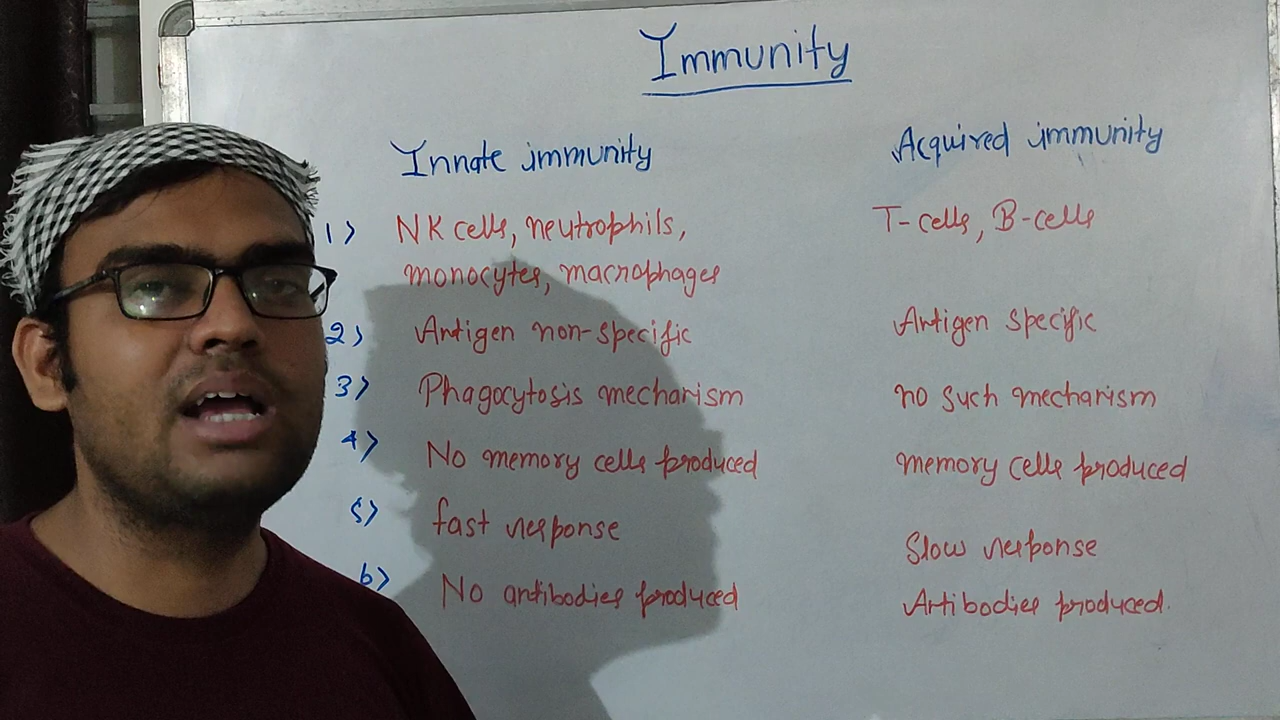 Immunity
Innate immunity
Acquired immunity
1) NK cells, neutrophils,
monocytes, macrophages
T-cells, B-cells
2) Antigen non-specific
Antigen specific
3) Phagocytosis mechanism
no such mechanism
4) No memory cells produced
memory cells produced
5) fast response
Slow response
6) No antibodies produced
Antibodies produced.